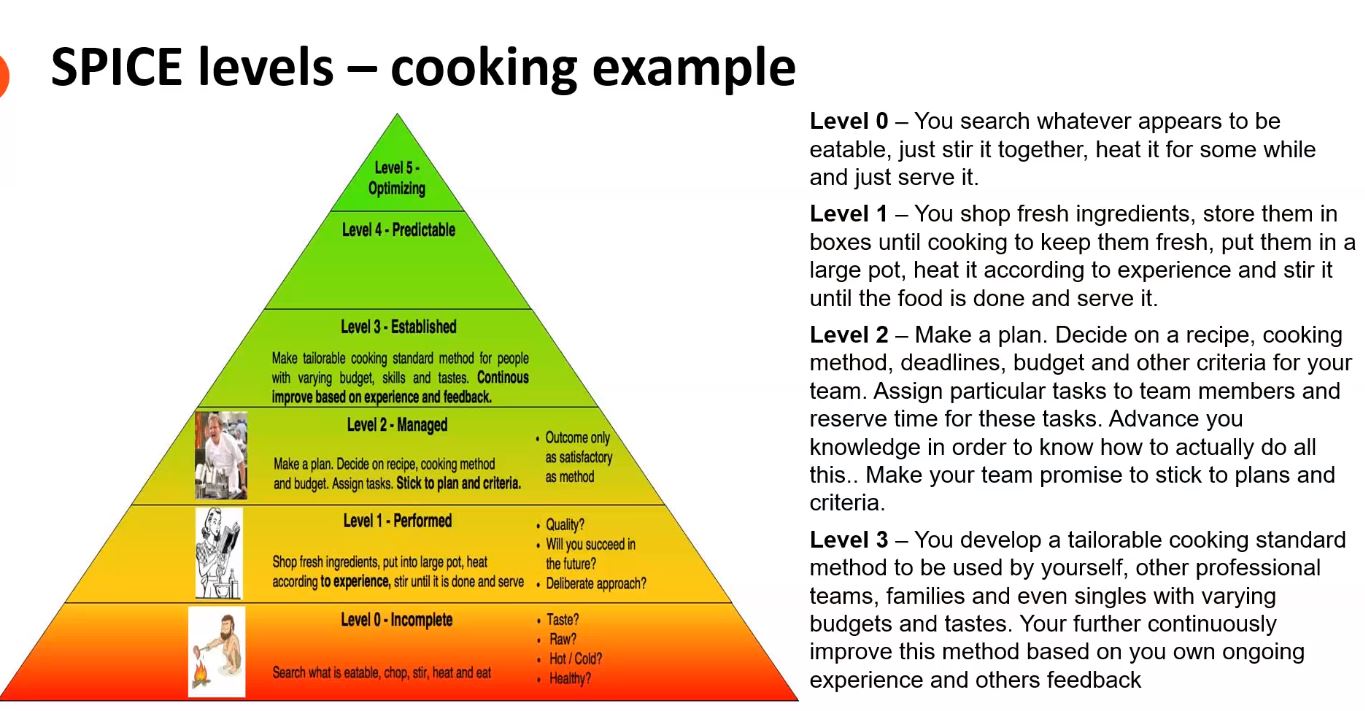 SPICE levels – cooking example
Level 5 -
Optimizing
Level 4 - Predictable
Level 3 - Established
Make tailorable cooking standard method for people
with varying budget, skills and tastes. Continous
improve based on experience and feedback.
Level 2 - Managed
Make a plan. Decide on recipe, cooking method
and budget. Assign tasks. Stick to plan and criteria.
• Outcome only
as satisfactory
as method
Level 1 - Performed
Shop fresh ingredients, put into large pot, heat
according to experience, stir until it is done and serve
• Quality?
• Will you succeed in
the future?
• Deliberate approach?
Level 0 - Incomplete
Search what is eatable, chop, stir, heat and eat
• Taste?
• Raw?
• Hot / Cold?
• Healthy?
Level 0 – You search whatever appears to be
eatable, just stir it together, heat it for some while
and just serve it.
Level 1 – You shop fresh ingredients, store them in
boxes until cooking to keep them fresh, put them in a
large pot, heat it according to experience and stir it
until the food is done and serve it.
Level 2 – Make a plan. Decide on a recipe, cooking
method, deadlines, budget and other criteria for your
team. Assign particular tasks to team members and
reserve time for these tasks. Advance you
knowledge in order to know how to actually do all
this.. Make your team promise to stick to plans and
criteria.
Level 3 – You develop a tailorable cooking standard
method to be used by yourself, other professional
teams, families and even singles with varying
budgets and tastes. Your further continuously
improve this method based on you own ongoing
experience and others feedback